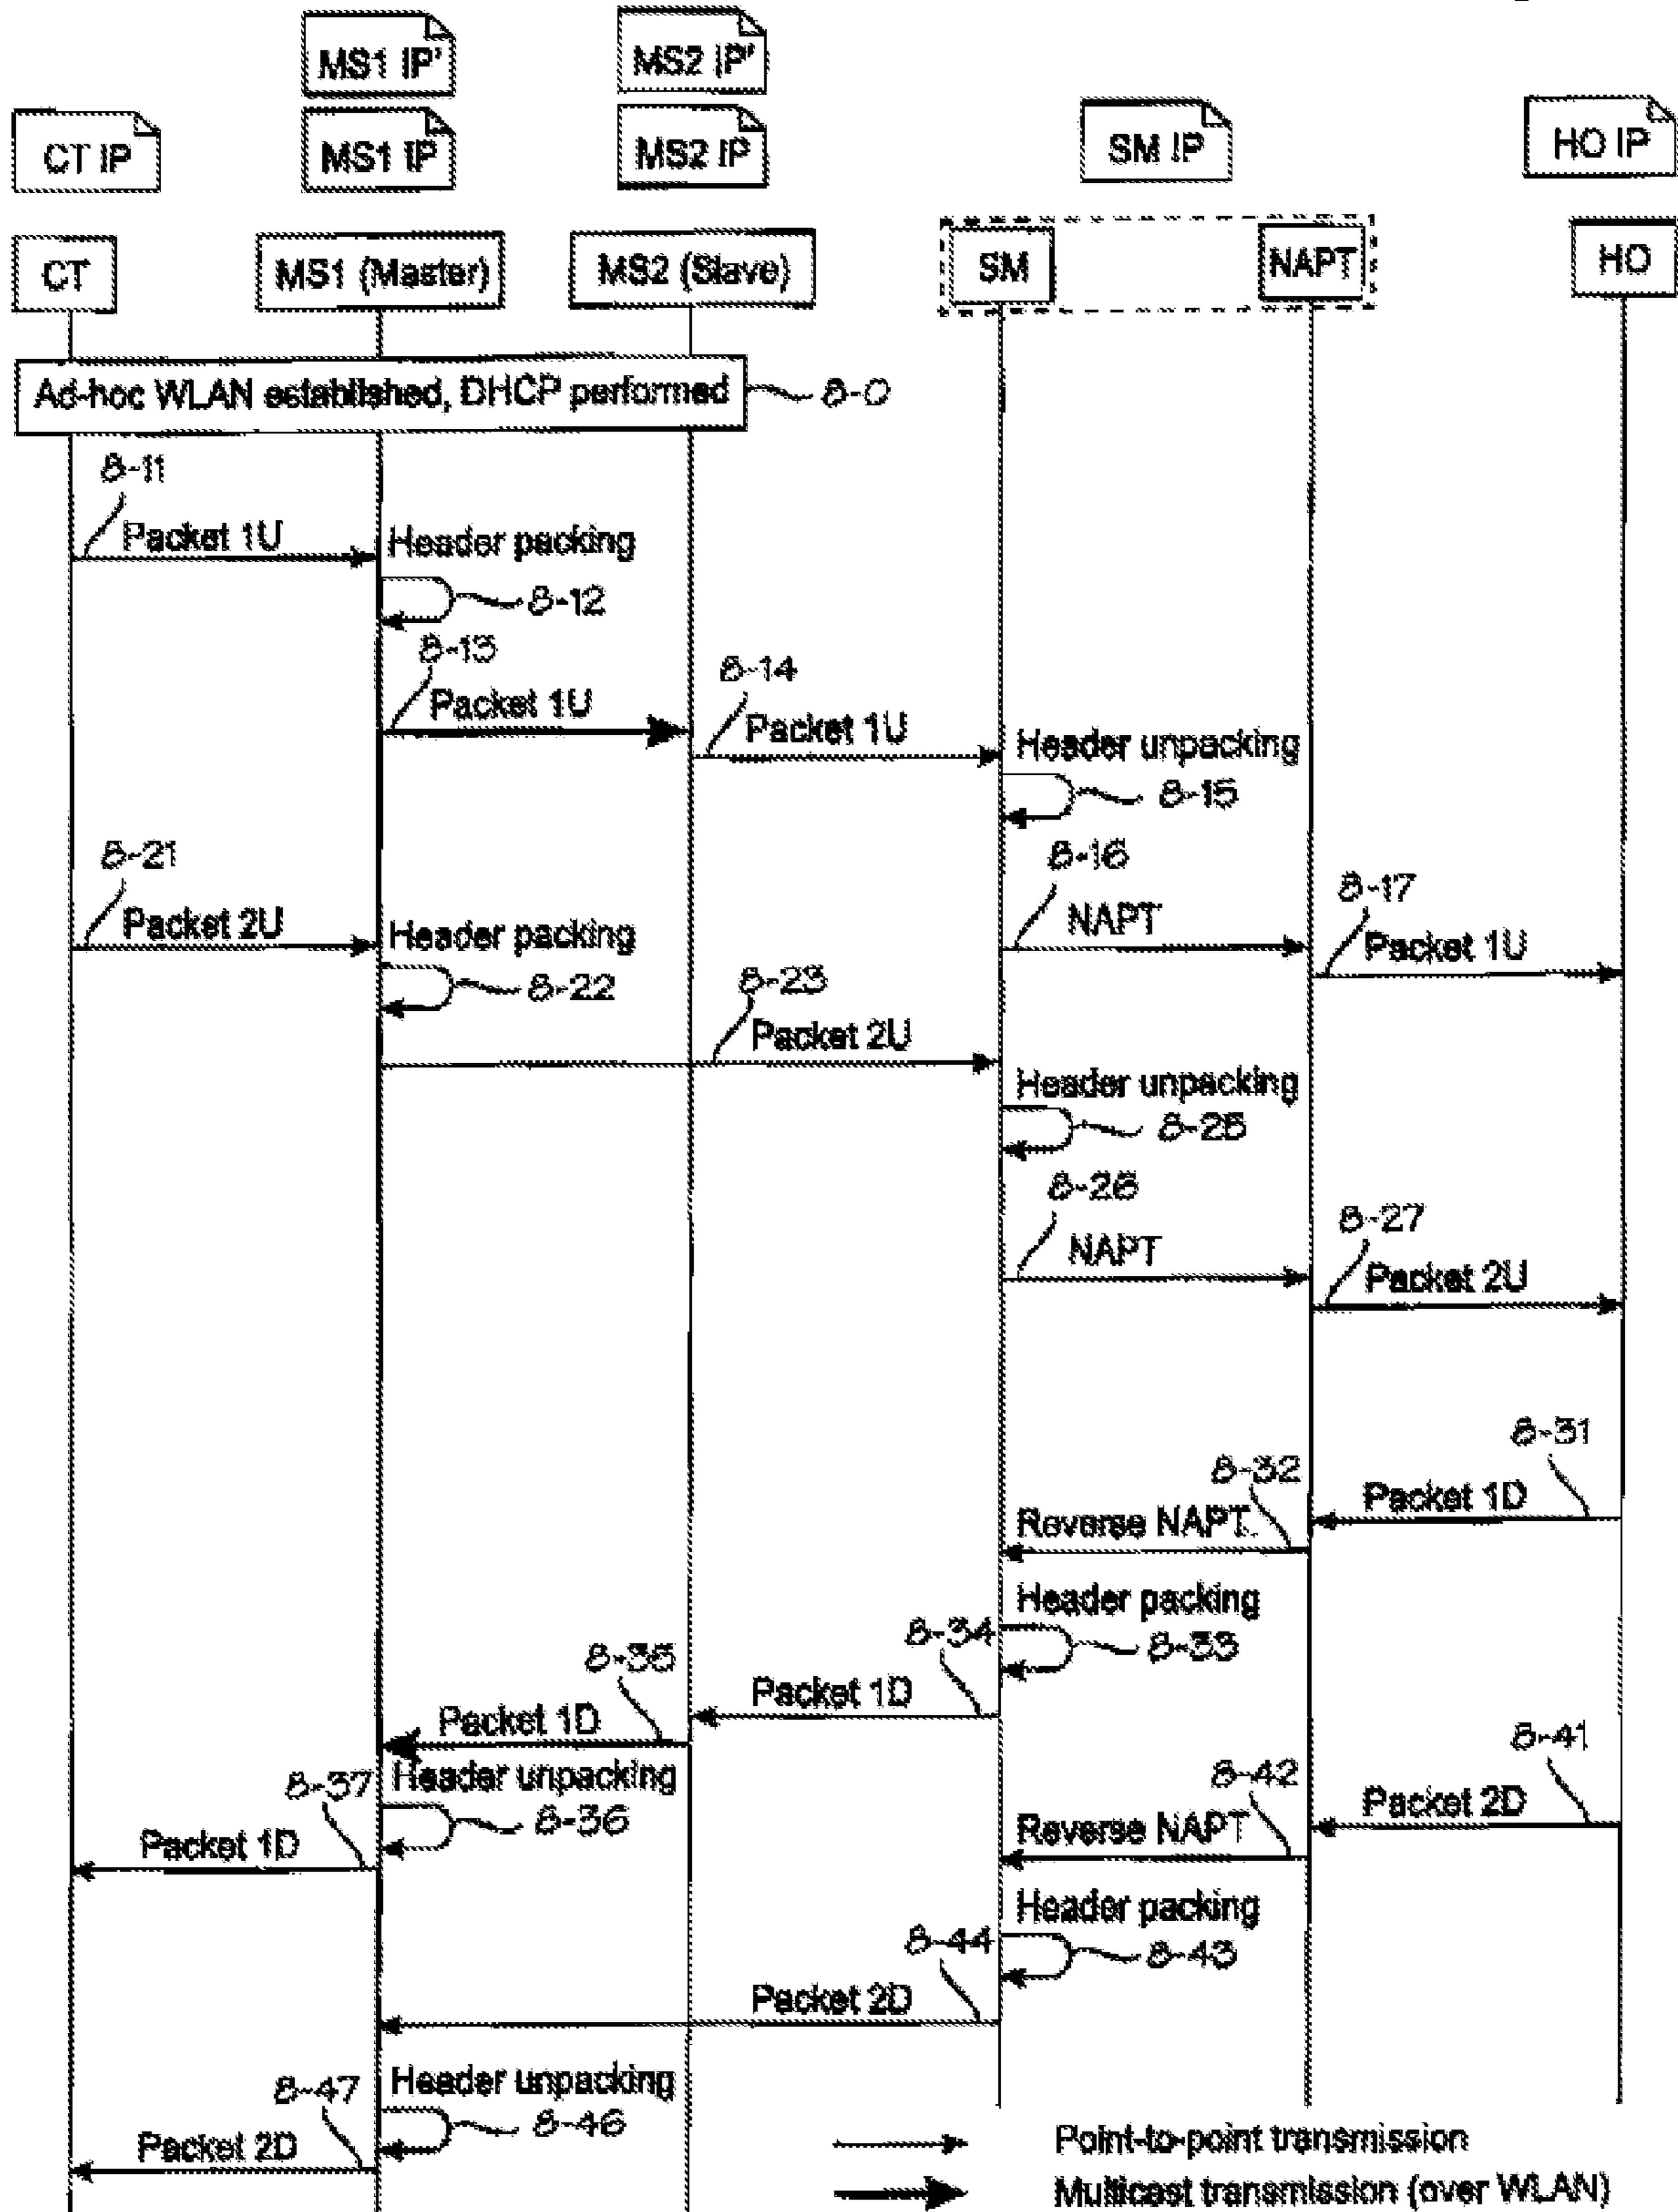 MS1 IP'
MS2 IP'
CT IP
MS1 IP
MS2 IP
SM IP
HO IP
CT
MS1 (Master)
MS2 (Slave)
SM
NAPT
HO
Ad-hoc WLAN established, DHCP performed
8-0
8-11
Packet 1U
Header packing
8-12
8-13
Packet 1U
8-14
Packet 1U
Header unpacking
8-15
8-16
NAPT
8-17
Packet 1U
8-21
Packet 2U
Header packing
8-22
8-23
Packet 2U
Header unpacking
8-25
8-26
NAPT
8-27
Packet 2U
8-31
Packet 1D
8-32
Reverse NAPT
Header packing
8-33
8-34
Packet 1D
8-35
Packet 1D
Header unpacking
8-36
8-37
Packet 1D
8-41
Packet 2D
8-42
Reverse NAPT
Header packing
8-43
8-44
Packet 2D
Header unpacking
8-46
8-47
Packet 2D
Point-to-point transmission
Multicast transmission (over WLAN)